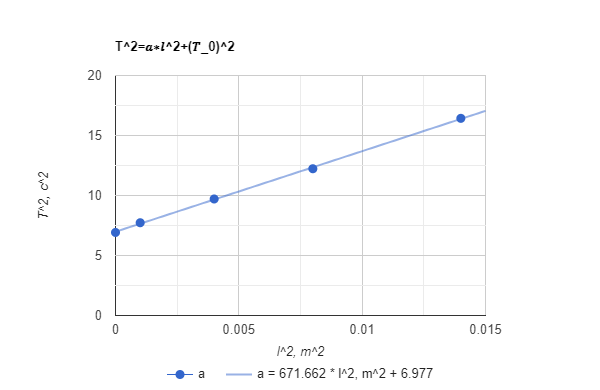 T^2=a*l^2+(T_0)^2
20
15
10
5
0
T^2, c^2
0
0.005
0.01
0.015
l^2, m^2
a
a = 671.662 * l^2, m^2 + 6.977